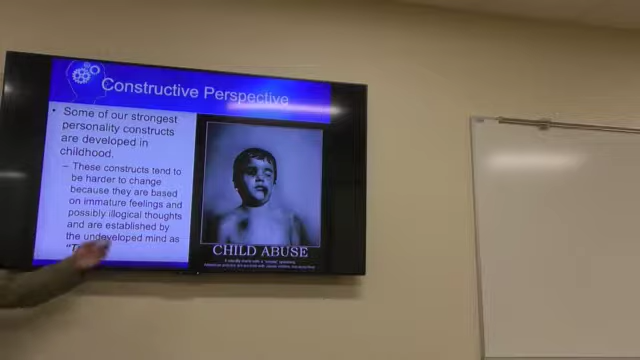 Constructive Perspective
• Some of our strongest
personality constructs
are developed in
childhood.
– These constructs tend to
be harder to change
because they are based
on immature feelings and
possibly illogical thoughts
and are established by
the undeveloped mind as
CHILD ABUSE